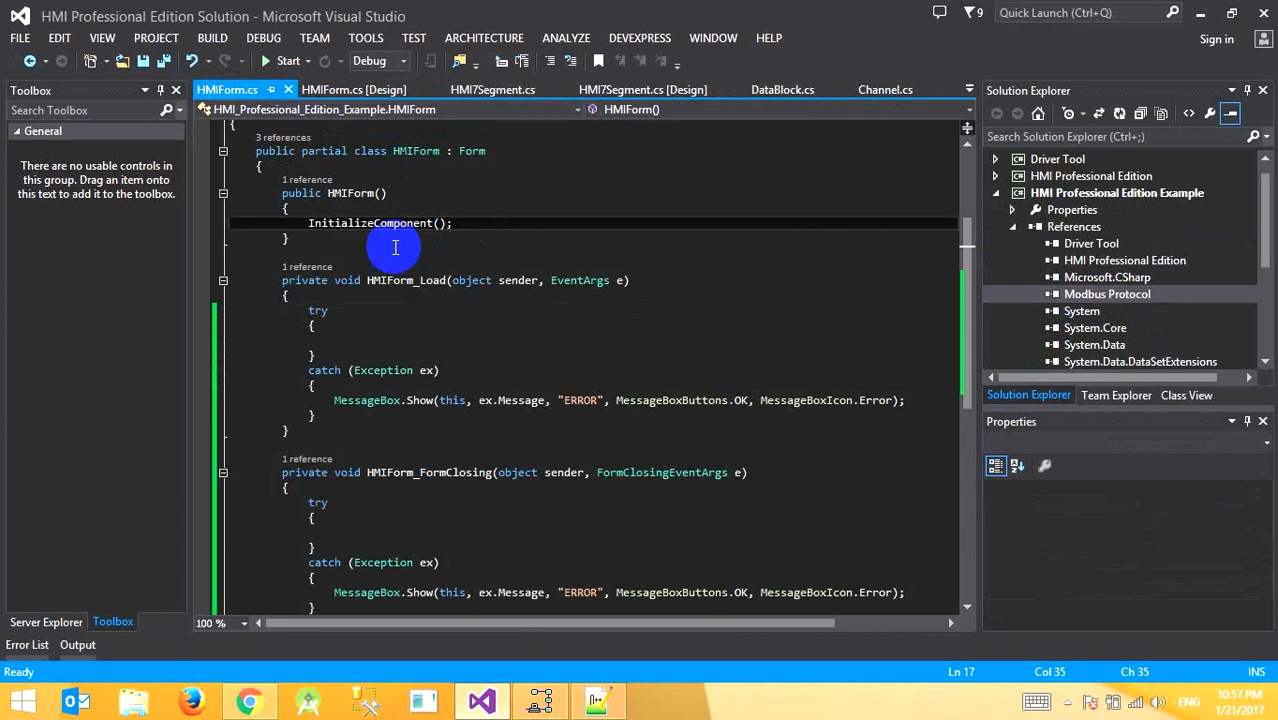 HMI Professional Edition Solution - Microsoft Visual Studio
9
Quick Launch (Ctrl+Q)
FILE EDIT VIEW PROJECT BUILD DEBUG TEAM TOOLS TEST ARCHITECTURE ANALYZE DEVEXPRESS WINDOW HELP
Sign in
Start Debug
Toolbox
Search Toolbox
General
There are no usable controls in this group. Drag an item onto this text to add it to the toolbox.
Server Explorer Toolbox
HMIForm.cs HMIForm.cs [Design] HMI7Segment.cs HMI7Segment.cs [Design] DataBlock.cs Channel.cs
HMI_Professional_Edition_Example.HMIForm HMIForm()
{
3 references
public partial class HMIForm : Form
{
1 reference
public HMIForm()
{
InitializeComponent();
}
1 reference
private void HMIForm_Load(object sender, EventArgs e)
{
try
{
}
catch (Exception ex)
{
MessageBox.Show(this, ex.Message, "ERROR", MessageBoxButtons.OK, MessageBoxIcon.Error);
}
}
1 reference
private void HMIForm_FormClosing(object sender, FormClosingEventArgs e)
{
try
{
}
catch (Exception ex)
{
MessageBox.Show(this, ex.Message, "ERROR", MessageBoxButtons.OK, MessageBoxIcon.Error);
}
100 %
Solution Explorer
Search Solution Explorer (Ctrl+;)
Driver Tool
HMI Professional Edition
HMI Professional Edition Example
Properties
References
Driver Tool
HMI Professional Edition
Microsoft.CSharp
Modbus Protocol
System
System.Core
System.Data
System.Data.DataSetExtensions
Solution Explorer Team Explorer Class View
Properties
Error List Output
Ready Ln 17 Col 35 Ch 35 INS
ENG
10:57 PM
1/21/2017